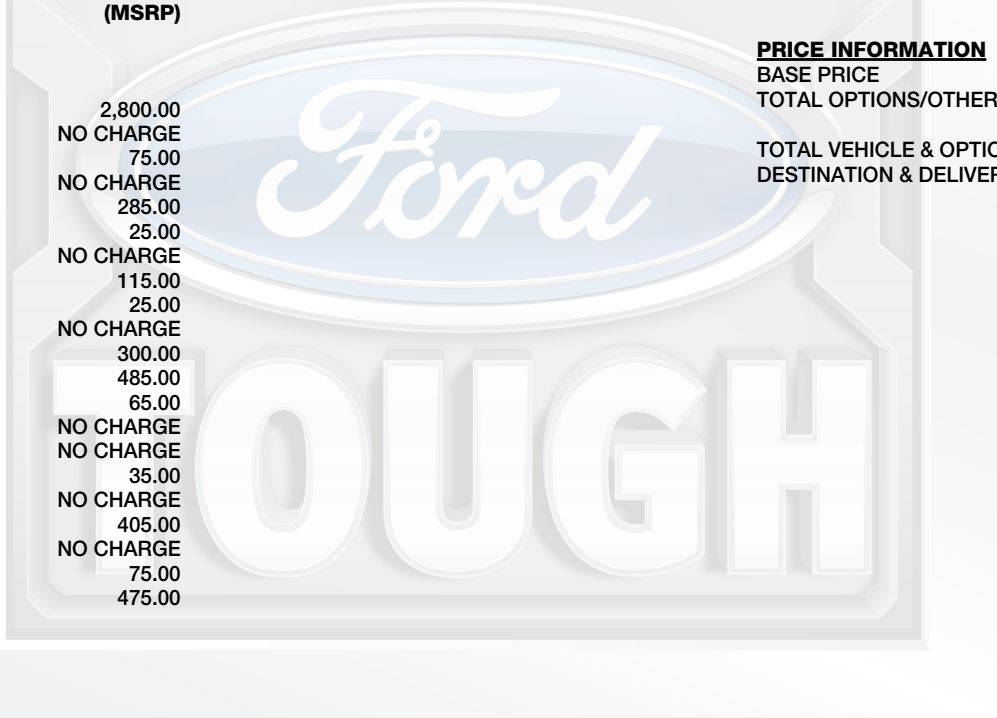 (MSRP)
2,800.00
NO CHARGE
75.00
NO CHARGE
285.00
25.00
NO CHARGE
115.00
25.00
NO CHARGE
300.00
485.00
65.00
NO CHARGE
NO CHARGE
35.00
NO CHARGE
405.00
NO CHARGE
75.00
475.00
PRICE INFORMATION
BASE PRICE
TOTAL OPTIONS/OTHER
TOTAL VEHICLE & OPTIO
DESTINATION & DELIVER
Ford
TOUGH